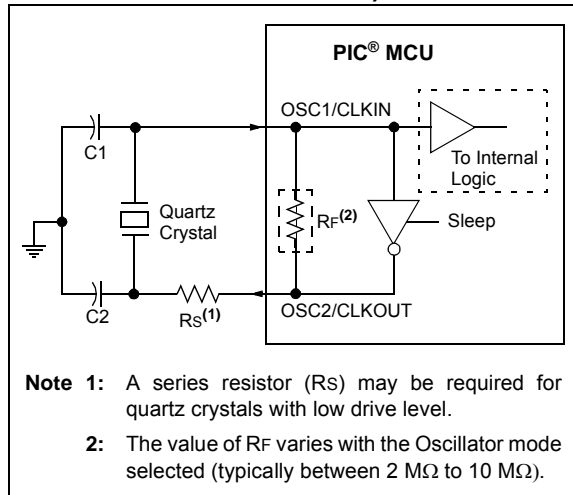 PIC® MCU
OSC1/CLKIN
C1
To Internal
Logic
Quartz
Crystal
RF(2)
Sleep
C2
RS(1)
OSC2/CLKOUT
Note 1: A series resistor (RS) may be required for
quartz crystals with low drive level.
2: The value of RF varies with the Oscillator mode
selected (typically between 2 MΩ to 10 MΩ).